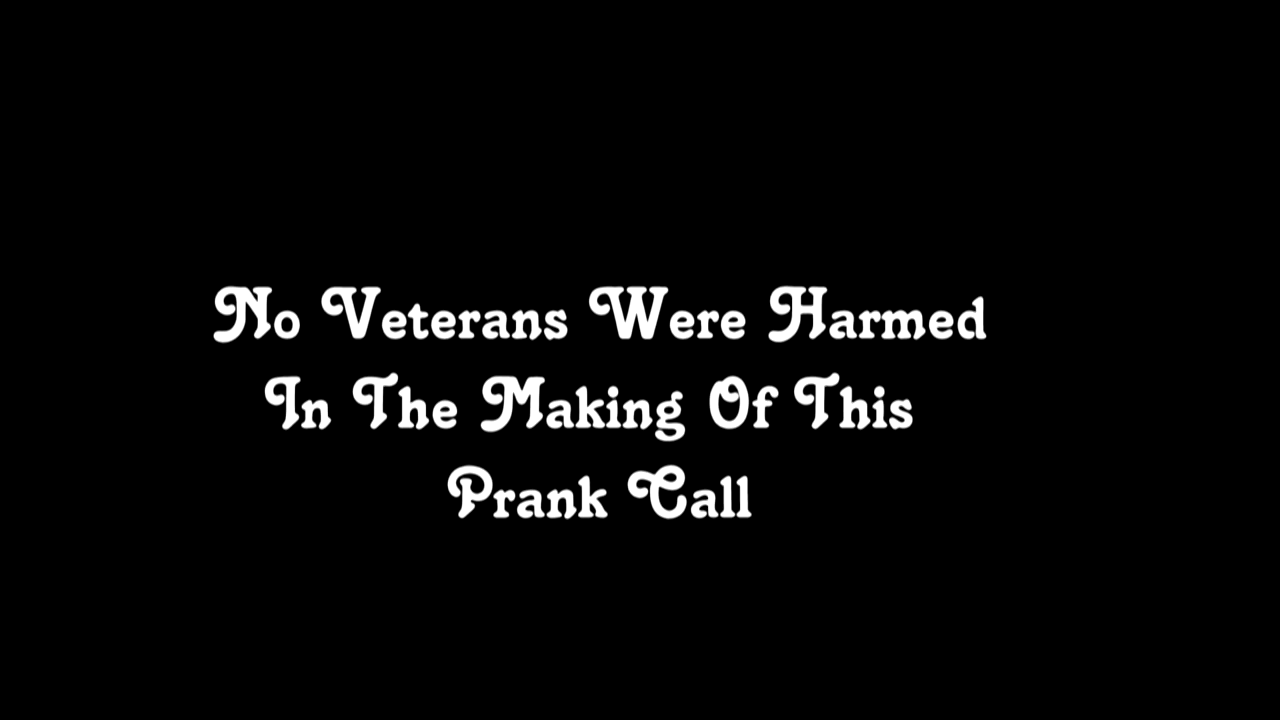 No Veterans Were Harmed
In The Making Of This
Prank Call